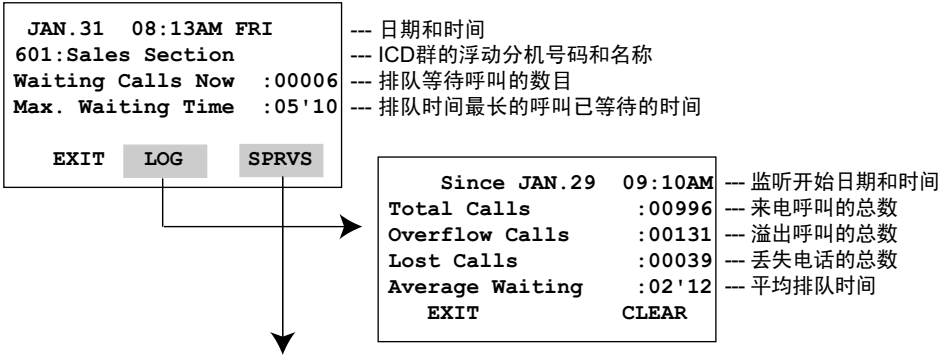 JAN.31 08:13AM FRI --- 日期和时间
601:Sales Section --- ICD群的浮动分机号码和名称
Waiting Calls Now :00006 --- 排队等待呼叫的数目
Max. Waiting Time :05'10 --- 排队时间最长的呼叫已等待的时间
EXIT LOG SPRVS
Since JAN.29 09:10AM --- 监听开始日期和时间
Total Calls :00996 --- 来电呼叫的总数
Overflow Calls :00131 --- 溢出呼叫的总数
Lost Calls :00039 --- 丢失电话的总数
Average Waiting :02'12 --- 平均排队时间
EXIT CLEAR